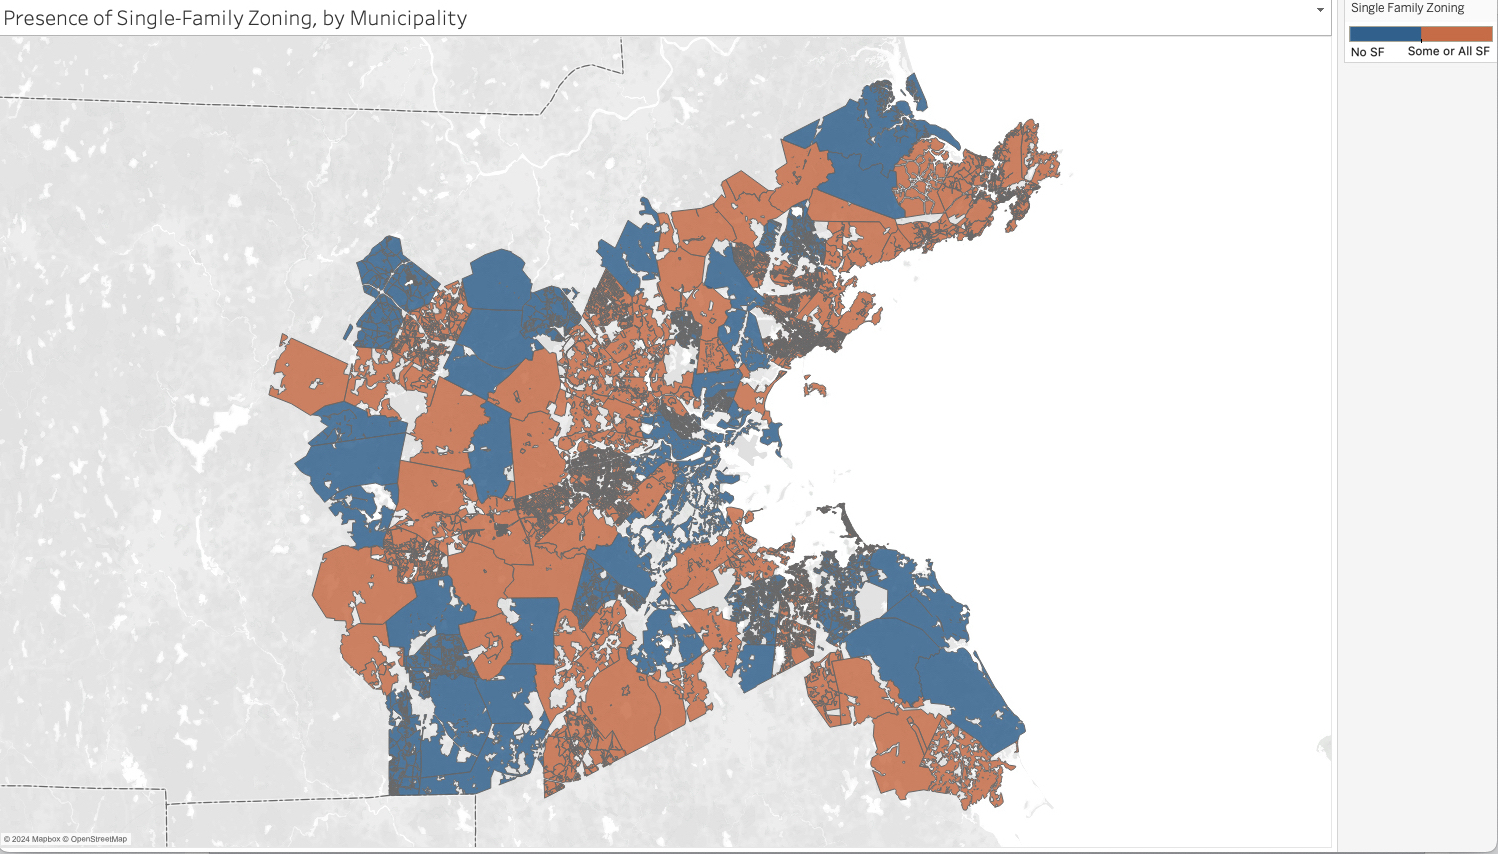 Presence of Single-Family Zoning, by Municipality
Single Family Zoning
No SF Some or All SF
© 2024 Mapbox © OpenStreetMap